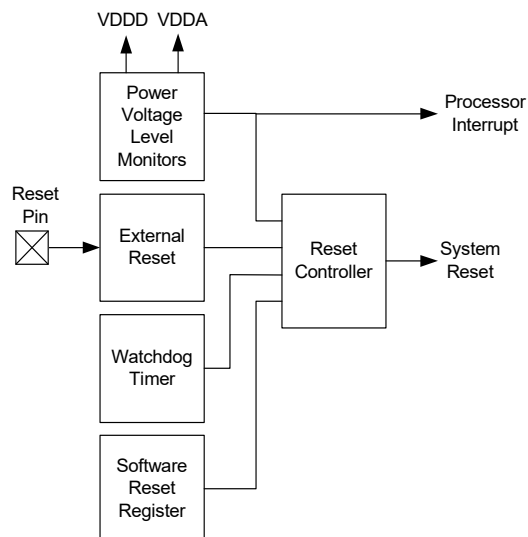 VDDD VDDA
Power
Voltage
Level
Monitors
Processor
Interrupt
Reset
Pin
External
Reset
Reset
Controller
System
Reset
Watchdog
Timer
Software
Reset
Register